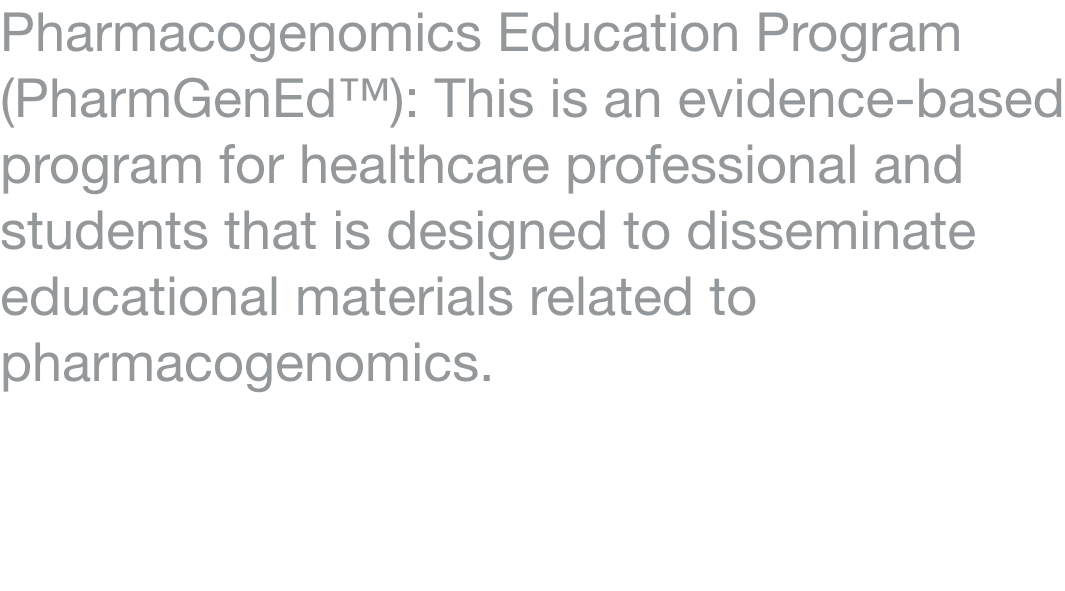 Pharmacogenomics Education Program
(PharmGenEd™): This is an evidence-based
program for healthcare professional and
students that is designed to disseminate
educational materials related to
pharmacogenomics.